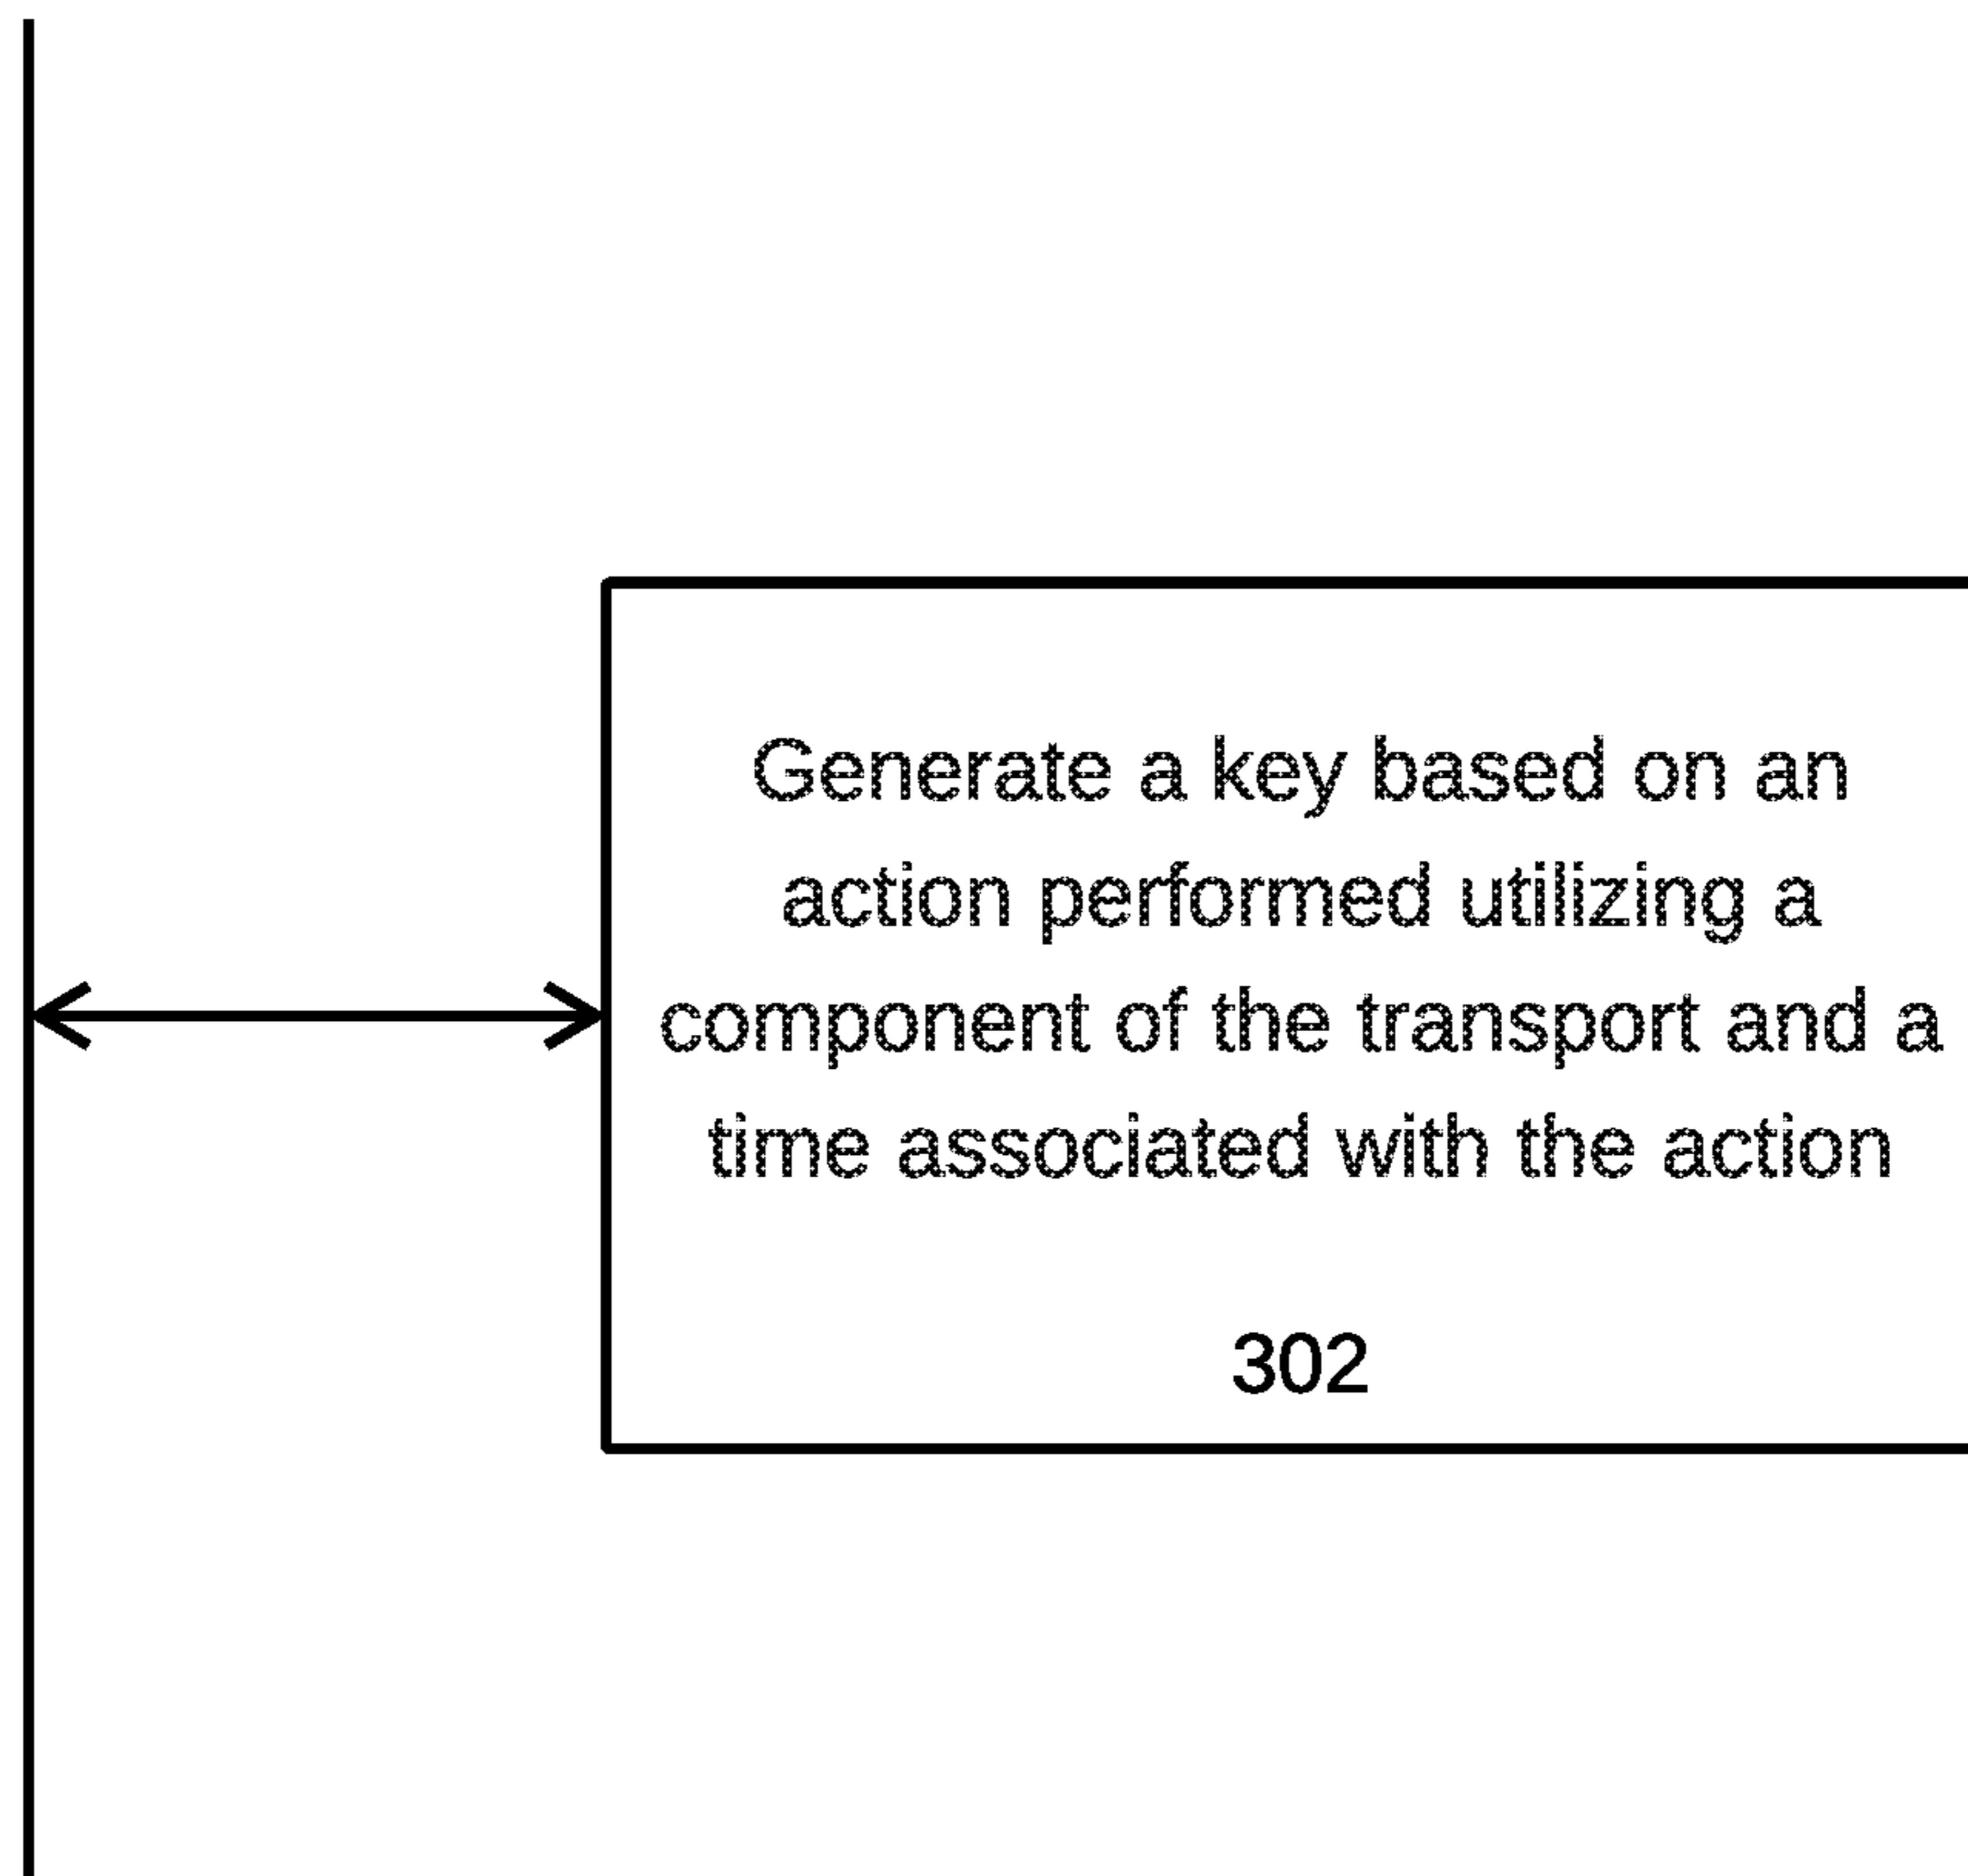 Generate a key based on an
action performed utilizing a
component of the transport and a
time associated with the action
302